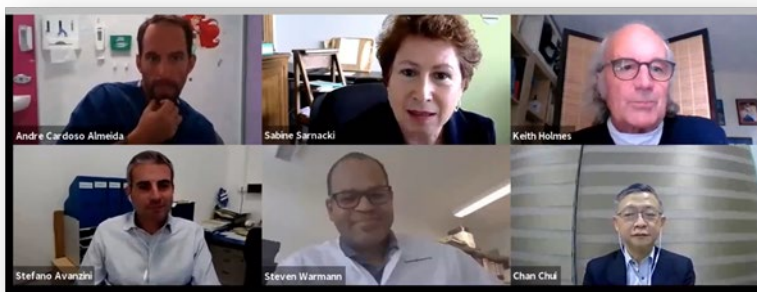 Andre Cardoso Almeida
Sabine Sarnacki
Keith Holmes
Stefano Avanzini
Steven Warmann
Chan Chui